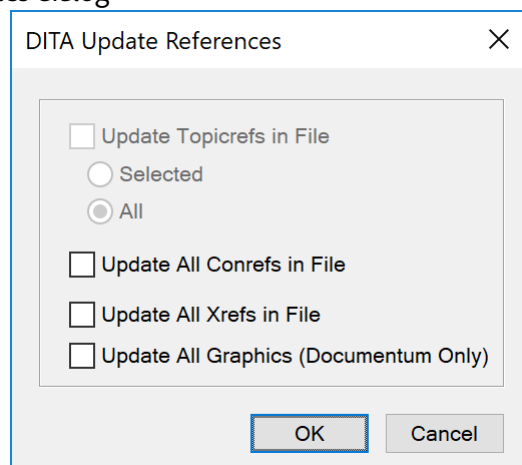 DITA Update References
Update Topicrefs in File
Selected
All
Update All Conrefs in File
Update All Xrefs in File
Update All Graphics (Documentum Only)
OK Cancel